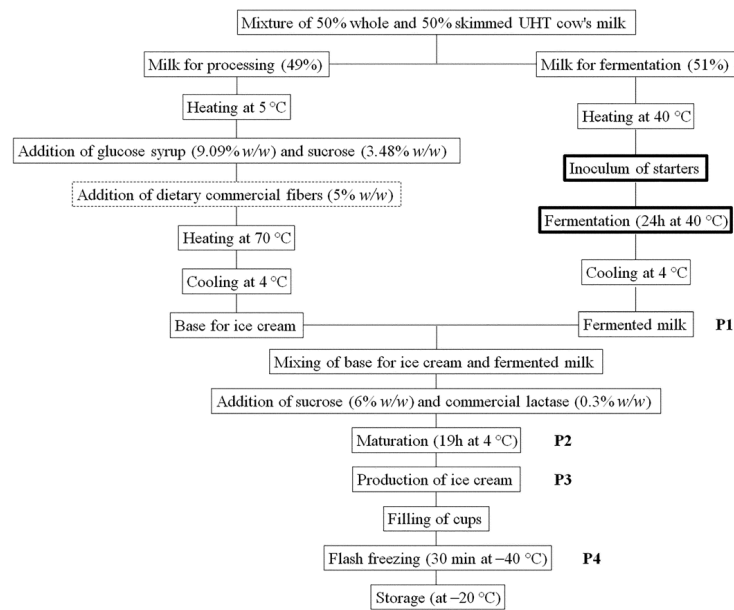 Mixture of 50% whole and 50% skimmed UHT cow's milk
Milk for processing (49%)
Milk for fermentation (51%)
Heating at 5 °C
Heating at 40 °C
Addition of glucose syrup (9.09% w/w) and sucrose (3.48% w/w)
Inoculum of starters
Addition of dietary commercial fibers (5% w/w)
Fermentation (24h at 40 °C)
Heating at 70 °C
Cooling at 4 °C
Cooling at 4 °C
Base for ice cream
Fermented milk
P1
Mixing of base for ice cream and fermented milk
Addition of sucrose (6% w/w) and commercial lactase (0.3% w/w)
Maturation (19h at 4 °C)
P2
Production of ice cream
P3
Filling of cups
Flash freezing (30 min at −40 °C)
P4
Storage (at −20 °C)